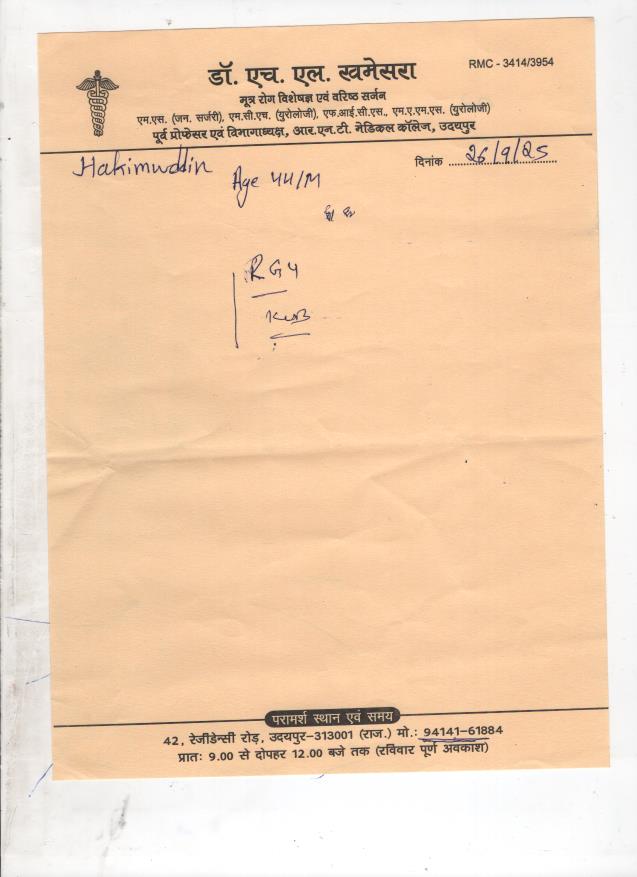 डॉ. एच. एल. खमेसरा
RMC - 3414/3954
मूत्र रोग विशेषज्ञ एवं वरिष्ठ सर्जन
एम.एस. (जन. सर्जरी), एम.सी.एच. (यूरोलोजी), एफ.आई.सी.एस., एम.ए.एम.एस. (यूरोलोजी)
पूर्व प्रोफेसर एवं विभागाध्यक्ष, आर.एन.टी. मेडिकल कॉलेज, उदयपुर
Hakimuddin Age 44/M
दिनांक 26/9/25
RGU
KUB
परामर्श स्थान एवं समय
42, रेजीडेन्सी रोड़, उदयपुर-313001 (राज.) मो.: 94141-61884
प्रातः 9.00 से दोपहर 12.00 बजे तक (रविवार पूर्ण अवकाश)